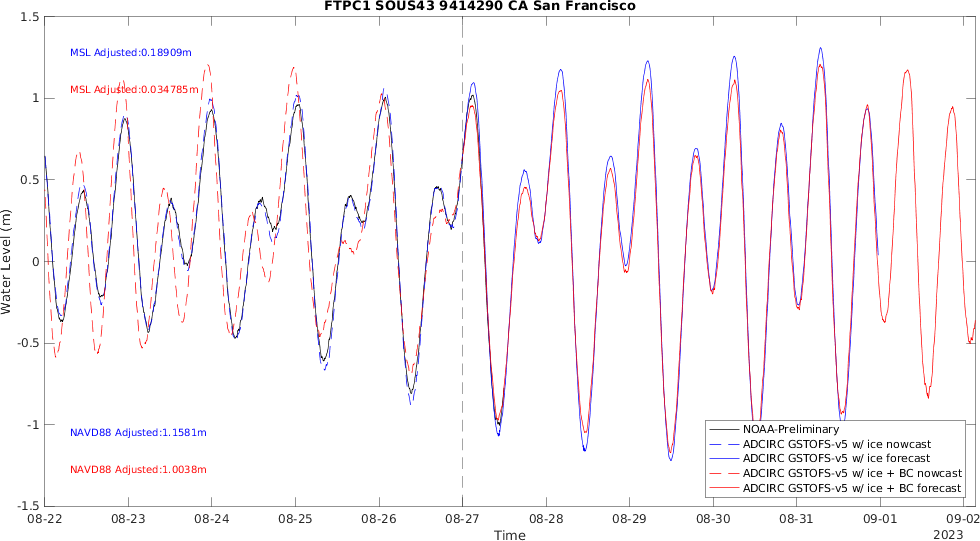 FTPC1 SOUS43 9414290 CA San Francisco
1.5
1
0.5
0
-0.5
-1
-1.5
Water Level (m)
MSL Adjusted:0.18909m
MSL Adjusted:0.034785m
NAVD88 Adjusted:1.1581m
NAVD88 Adjusted:1.0038m
NOAA-Preliminary
ADCIRC GSTOFS-v5 w/ ice nowcast
ADCIRC GSTOFS-v5 w/ ice forecast
ADCIRC GSTOFS-v5 w/ ice + BC nowcast
ADCIRC GSTOFS-v5 w/ ice + BC forecast
08-22 08-23 08-24 08-25 08-26 08-27 08-28 08-29 08-30 08-31 09-01 09-02
Time
2023